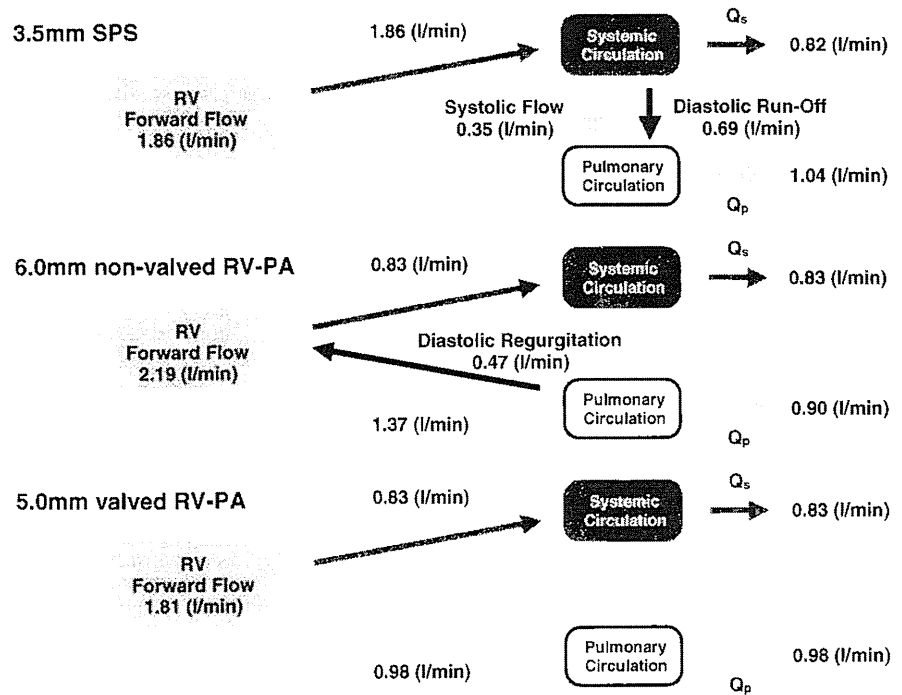 3.5mm SPS
1.86 (l/min)
Systemic
Circulation
Qs
0.82 (l/min)
RV
Forward Flow
1.86 (l/min)
Systolic Flow
0.35 (l/min)
Diastolic Run-Off
0.69 (l/min)
Pulmonary
Circulation
1.04 (l/min)
Qp
6.0mm non-valved RV-PA
0.83 (l/min)
Systemic
Circulation
Qs
0.83 (l/min)
RV
Forward Flow
2.19 (l/min)
Diastolic Regurgitation
0.47 (l/min)
1.37 (l/min)
Pulmonary
Circulation
0.90 (l/min)
Qp
5.0mm valved RV-PA
0.83 (l/min)
Systemic
Circulation
Qs
0.83 (l/min)
RV
Forward Flow
1.81 (l/min)
0.98 (l/min)
Pulmonary
Circulation
0.98 (l/min)
Qp